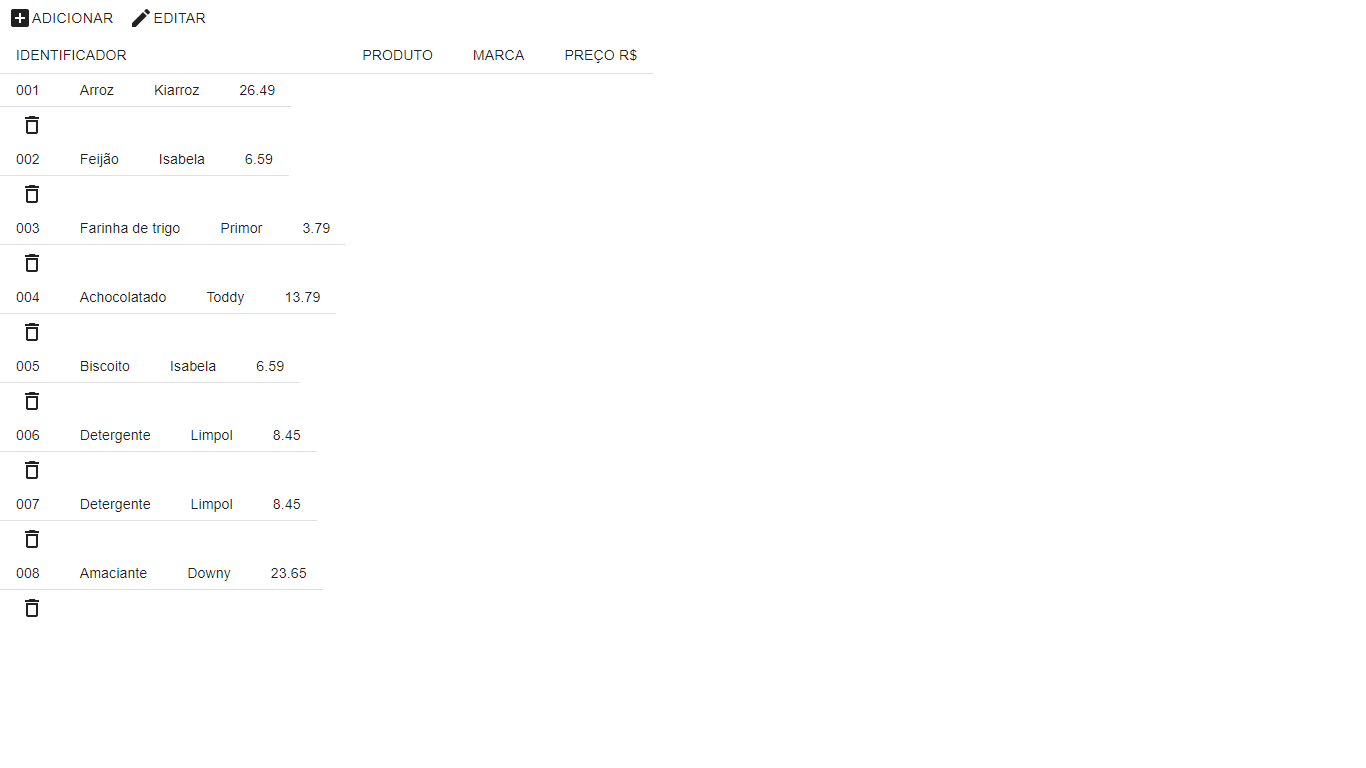 ADICIONAR EDITAR
IDENTIFICADOR PRODUTO MARCA PREÇO R$
001 Arroz Kiarroz 26.49
002 Feijão Isabela 6.59
003 Farinha de trigo Primor 3.79
004 Achocolatado Toddy 13.79
005 Biscoito Isabela 6.59
006 Detergente Limpol 8.45
007 Detergente Limpol 8.45
008 Amaciante Downy 23.65